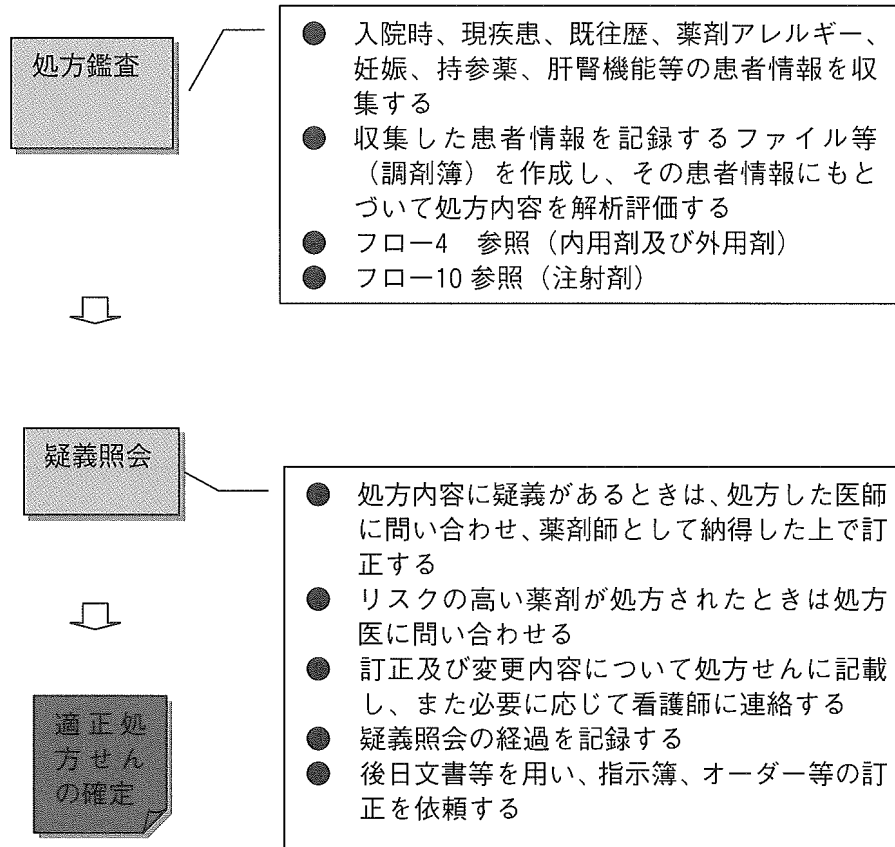 処方鑑査
● 入院時、現疾患、既往歴、薬剤アレルギー、
妊娠、持参薬、肝腎機能等の患者情報を収
集する
● 収集した患者情報を記録するファイル等
（調剤簿）を作成し、その患者情報にもと
づいて処方内容を解析評価する
● フロー4 参照（内用剤及び外用剤）
● フロー10 参照（注射剤）
疑義照会
● 処方内容に疑義があるときは、処方した医師
に問い合わせ、薬剤師として納得した上で訂
正する
● リスクの高い薬剤が処方されたときは処方
医に問い合わせる
● 訂正及び変更内容について処方せんに記載
し、また必要に応じて看護師に連絡する
● 疑義照会の経過を記録する
● 後日文書等を用い、指示簿、オーダー等の訂
正を依頼する
適正処
方せん
の確定